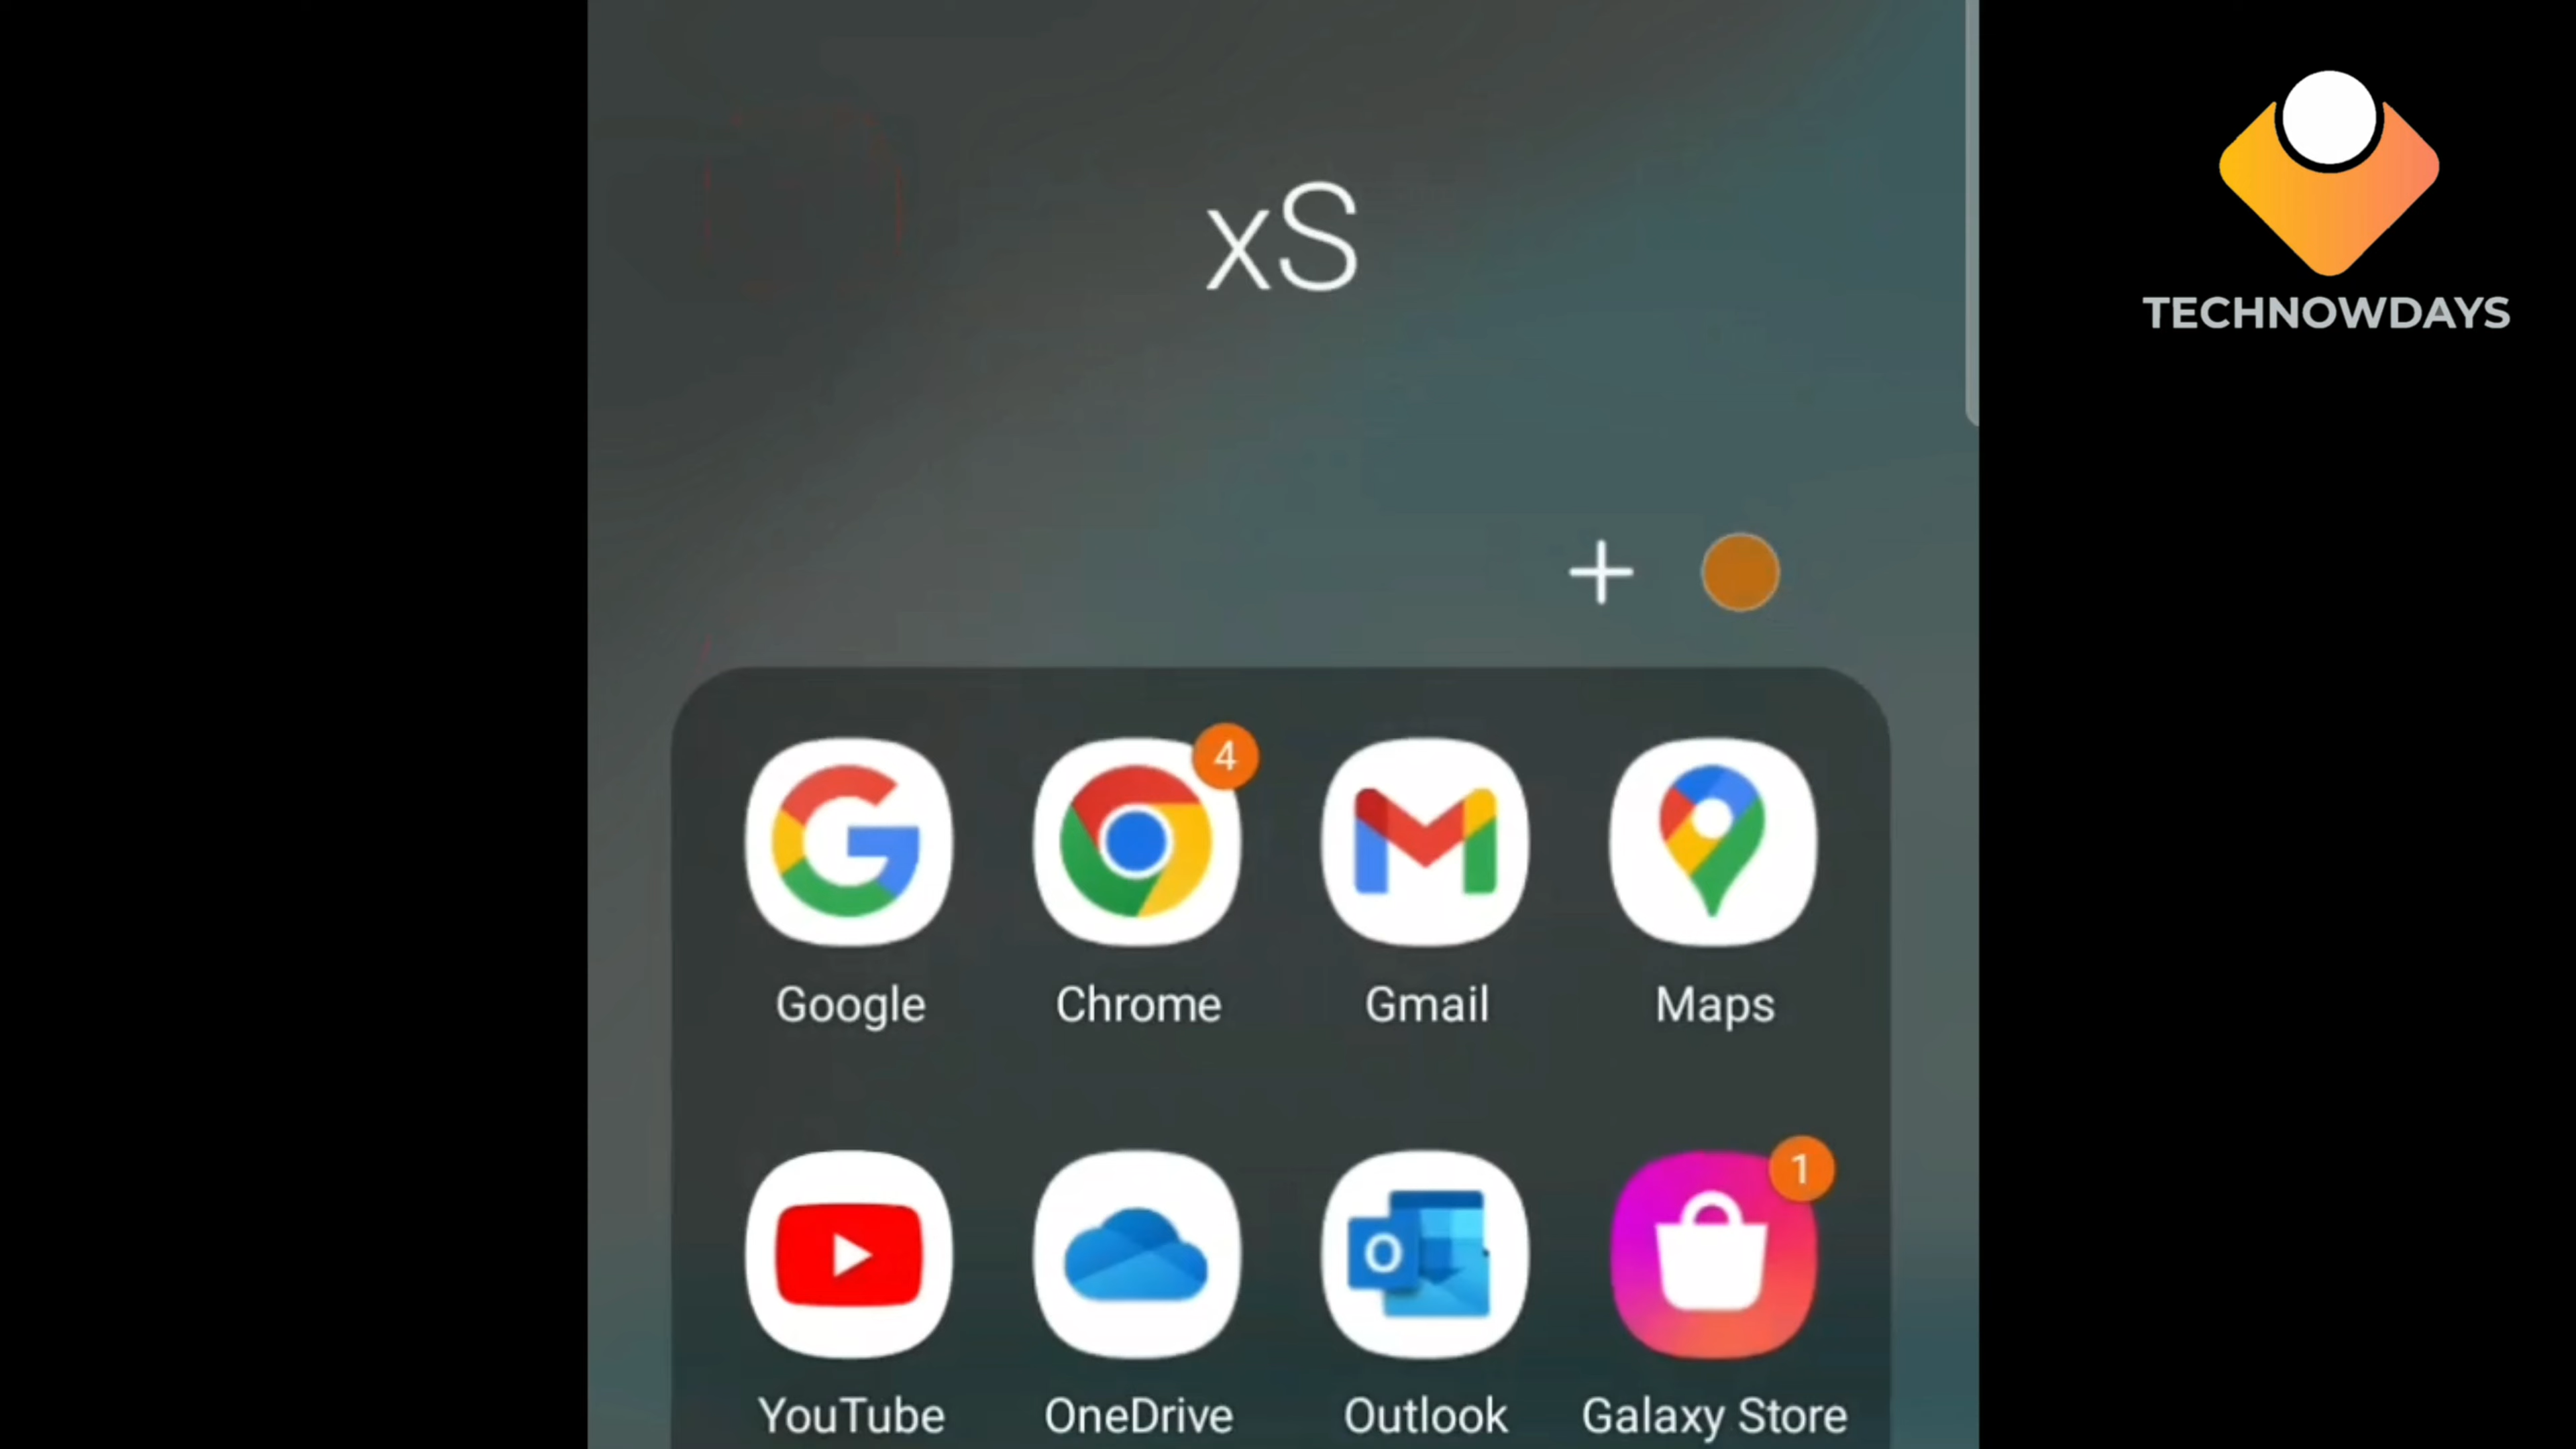 xS
TECHNOWDAYS
4
Google Chrome Gmail Maps
1
YouTube OneDrive Outlook Galaxy Store